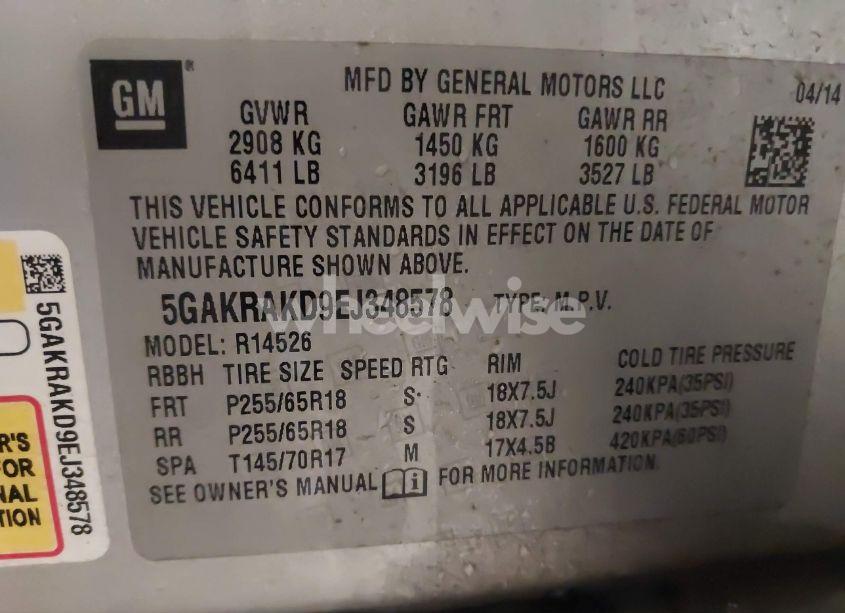 GM®
MFD BY GENERAL MOTORS LLC
04/14
GVWR GAWR FRT GAWR RR
2908 KG 1450 KG 1600 KG
6411 LB 3196 LB 3527 LB
THIS VEHICLE CONFORMS TO ALL APPLICABLE U.S. FEDERAL MOTOR
VEHICLE SAFETY STANDARDS IN EFFECT ON THE DATE OF
MANUFACTURE SHOWN ABOVE.
5GAKRAKD9EJ348578 TYPE: M.P.V.
wheelwise
MODEL: R14526
RBBH TIRE SIZE SPEED RTG RIM COLD TIRE PRESSURE
FRT P255/65R18 S 18X7.5J 240KPA(35PSI)
RR P255/65R18 S 18X7.5J 240KPA(35PSI)
SPA T145/70R17 M 17X4.5B 420KPA(60PSI)
SEE OWNER'S MANUAL i FOR MORE INFORMATION.
5GAKRAKD9EJ348578
R'S
FOR
NAL
TION